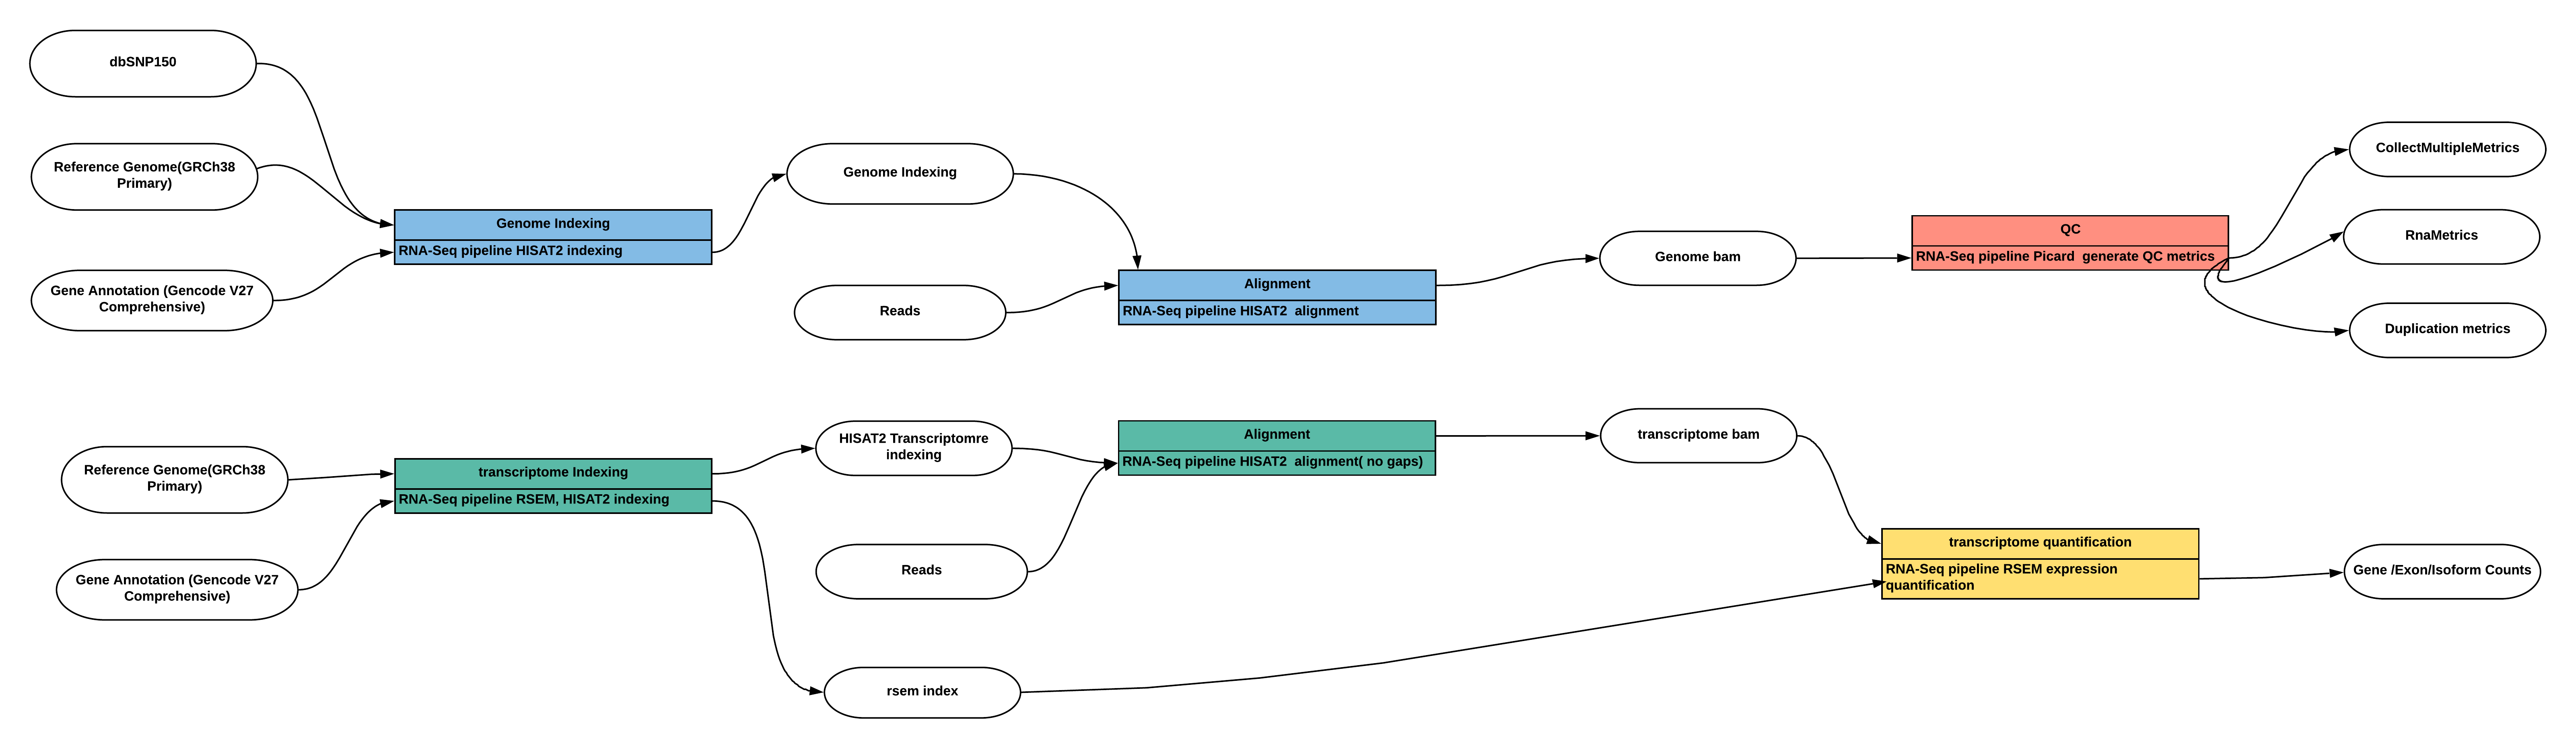 dbSNP150
Reference Genome(GRCh38
Primary)
Gene Annotation (Gencode V27
Comprehensive)
Genome Indexing
RNA-Seq pipeline HISAT2 indexing
Genome Indexing
Reads
Alignment
RNA-Seq pipeline HISAT2  alignment
Genome bam
QC
RNA-Seq pipeline Picard  generate QC metrics
CollectMultipleMetrics
RnaMetrics
Duplication metrics
Reference Genome(GRCh38
Primary)
Gene Annotation (Gencode V27
Comprehensive)
transcriptome Indexing
RNA-Seq pipeline RSEM, HISAT2 indexing
HISAT2 Transcriptomre
indexing
Reads
rsem index
Alignment
RNA-Seq pipeline HISAT2  alignment( no gaps)
transcriptome bam
transcriptome quantification
RNA-Seq pipeline RSEM expression
quantification
Gene /Exon/Isoform Counts